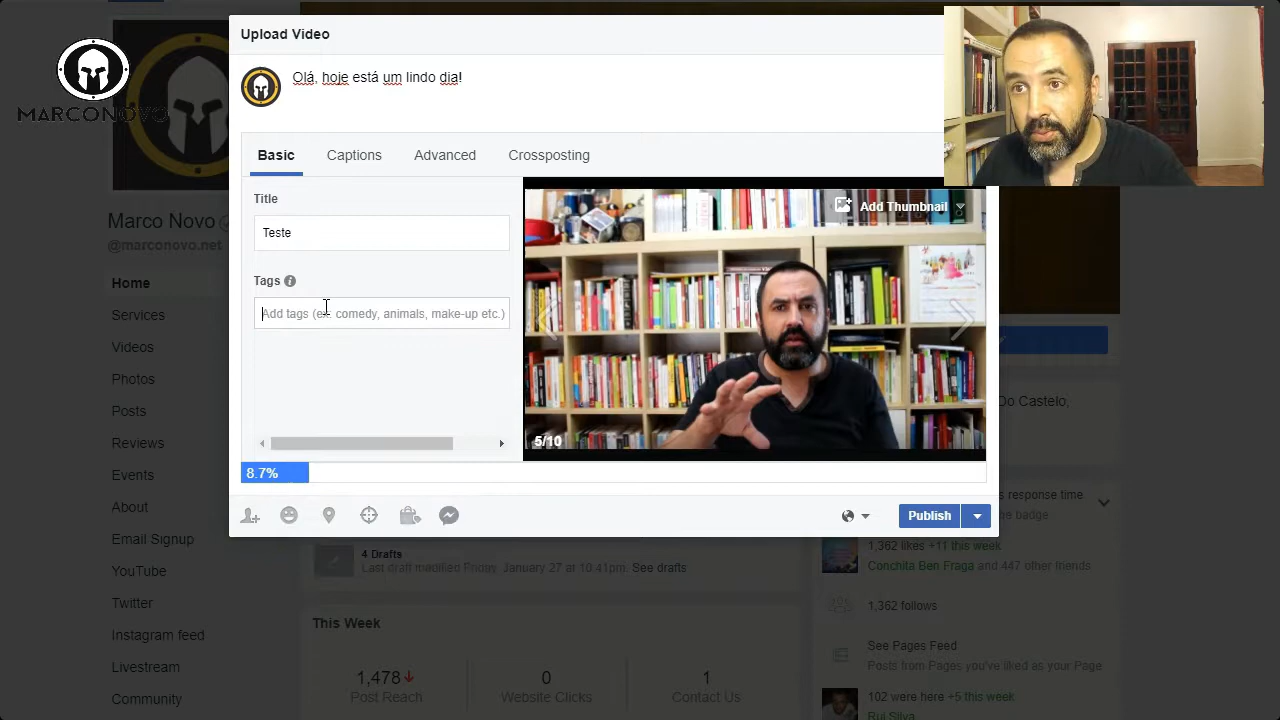 Upload Video
Olá, hoje está um lindo dia!
MARCONOVO
Basic
Captions
Advanced
Crossposting
Title
Teste
Add Thumbnail
Tags
Add tags (ex. comedy, animals, make-up etc.)
5/10
8.7%
Publish
Marco Novo
@marconovo.net
Home
Services
Videos
Photos
Posts
Reviews
Events
About
Email Signup
YouTube
Twitter
Instagram feed
Livestream
Community
4 Drafts
Last draft modified Friday, January 27 at 10:41pm. See drafts
This Week
1,478
Post Reach
0
Website Clicks
1
Contact Us
Do Castelo,
response time
the badge.
1,362 likes +11 this week
Conchita Ben Fraga and 447 other friends
1,362 follows
See Pages Feed
Posts from Pages you've liked as your Page
102 were here +5 this week
Rui Silva